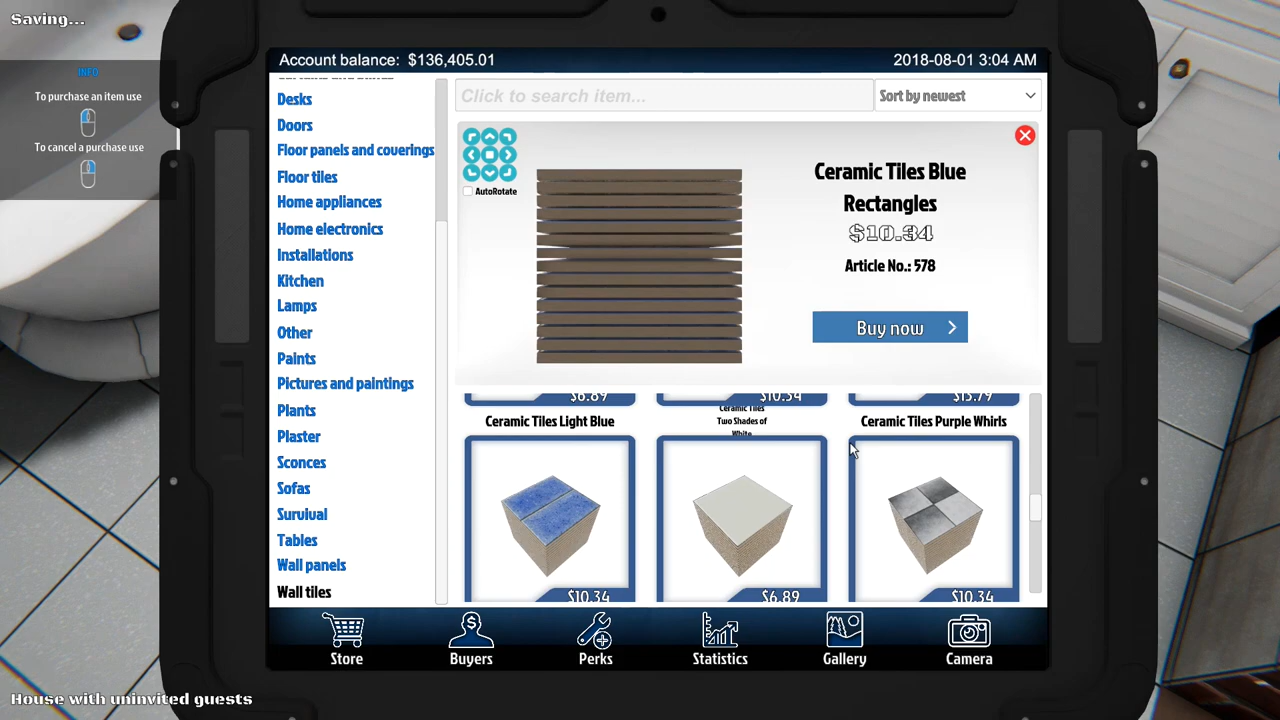 Saving...
INFO
To purchase an item use
To cancel a purchase use
Account balance: $136,405.01
2018-08-01 3:04 AM
Desks
Doors
Floor panels and coverings
Floor tiles
Home appliances
Home electronics
Installations
Kitchen
Lamps
Other
Paints
Pictures and paintings
Plants
Plaster
Sconces
Sofas
Survival
Tables
Wall panels
Wall tiles
Click to search item...
Sort by newest
AutoRotate
Ceramic Tiles Blue
Rectangles
$10.34
Article No.: 578
Buy now
$6.89
$10.34
$13.79
Ceramic Tiles Light Blue
Ceramic Tiles
Two Shades of
White
Ceramic Tiles Purple Whirls
$10.34
$6.89
$10.34
Store
Buyers
Perks
Statistics
Gallery
Camera
House with uninvited guests